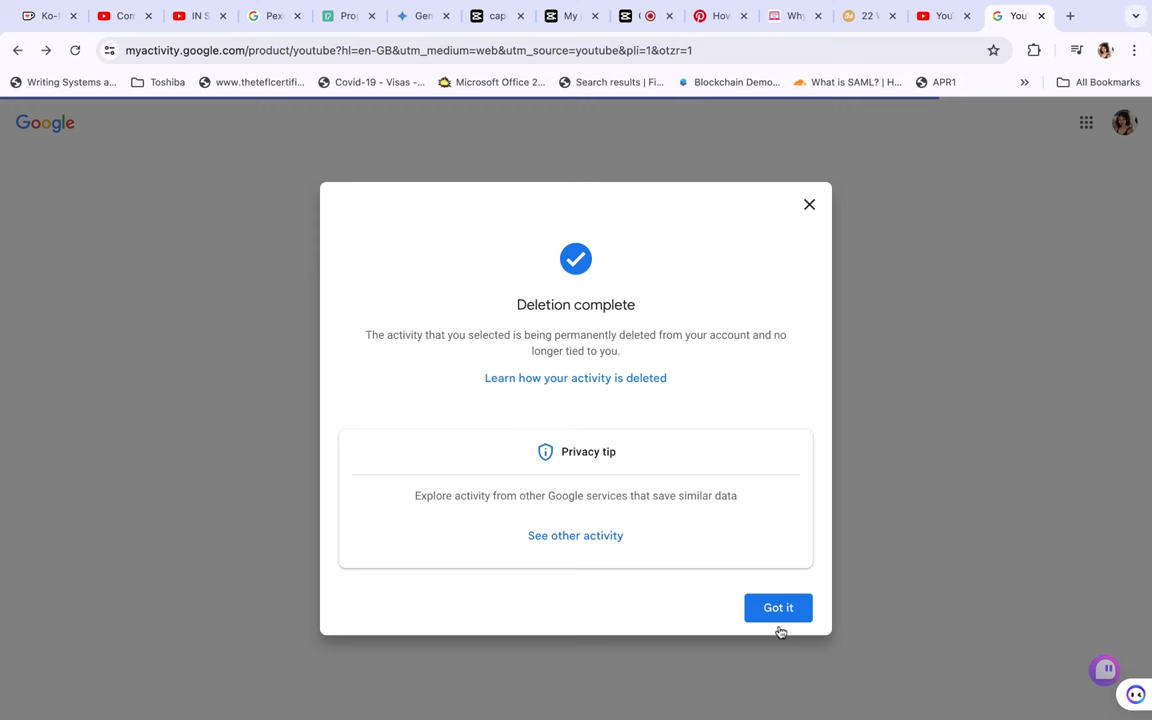 Ko-f
Con
IN S
Pex
Pro
Gen
cap
My
How
Why
22
You
You
myactivity.google.com/product/youtube?hl=en-GB&utm_medium=web&utm_source=youtube&pli=1&otzr=1
Writing Systems a... Toshiba www.theteflcertifi... Covid-19 - Visas -... Microsoft Office 2... Search results | Fi... Blockchain Demo... What is SAML? | H... APR1 » All Bookmarks
Google
Deletion complete
The activity that you selected is being permanently deleted from your account and no
longer tied to you.
Learn how your activity is deleted
Privacy tip
Explore activity from other Google services that save similar data
See other activity
Got it